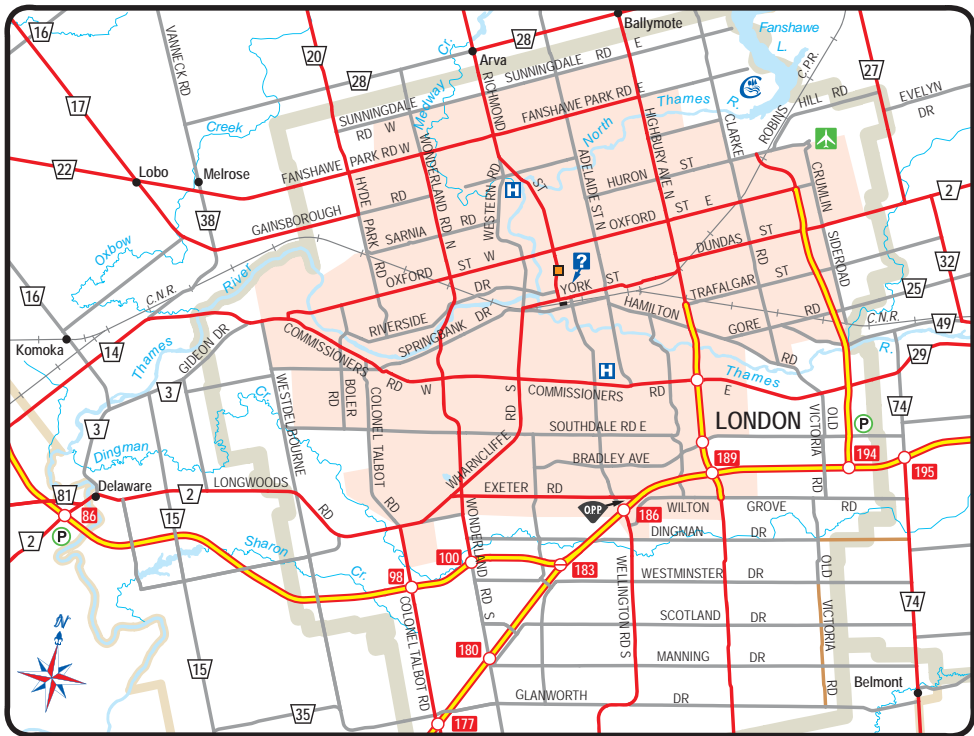 16
VANNECK RD
20
28
Ballymote
Fanshawe
L.
28
Arva
SUNNINGDALE RD E
C.P.R.
27
17
SUNNINGDALE
RD W
Medway Cr.
RICHMOND
ST
FANSHAWE PARK RD E
Thames
R.
North
HIGHBURY AVE N
CLARKE
RD
ROBINS
HILL RD
EVELYN
DR
Creek
22
Lobo
Melrose
FANSHAWE PARK RD W
WONDERLAND RD N
WESTERN RD
H
ADELAIDE ST N
HURON ST
CRUMLIN
SIDEROAD
2
38
GAINSBOROUGH RD
HYDE PARK RD
SARNIA RD
OXFORD ST E
DUNDAS ST
Oxbow
OXFORD ST W
?
YORK ST
TRAFALGAR ST
32
16
C.N.R.
River
DR
RIVERSIDE
SPRINGBANK DR
HAMILTON
RD
GORE RD
25
C.N.R.
49
Komoka
14
Thames
GIDEON DR
3
COMMISSIONERS
RD W
H
COMMISSIONERS RD E
Thames
R.
29
3
Cr.
WESTDEL BOURNE
BOLER RD
COLONEL TALBOT RD
WHARNCLIFFE
RD S
LONDON
OLD VICTORIA RD
P
74
Dingman
SOUTHDALE RD E
BRADLEY AVE
189
194
195
81
Delaware
2
LONGWOODS RD
EXETER RD
OPP
186
WILTON GROVE RD
86
15
2
P
DINGMAN DR
Sharon
Cr.
100
WONDERLAND RD S
98
183
WELLINGTON RD S
WESTMINSTER DR
OLD VICTORIA RD
74
COLONEL TALBOT RD
SCOTLAND DR
N
180
MANNING DR
15
Belmont
GLANWORTH DR
35
177